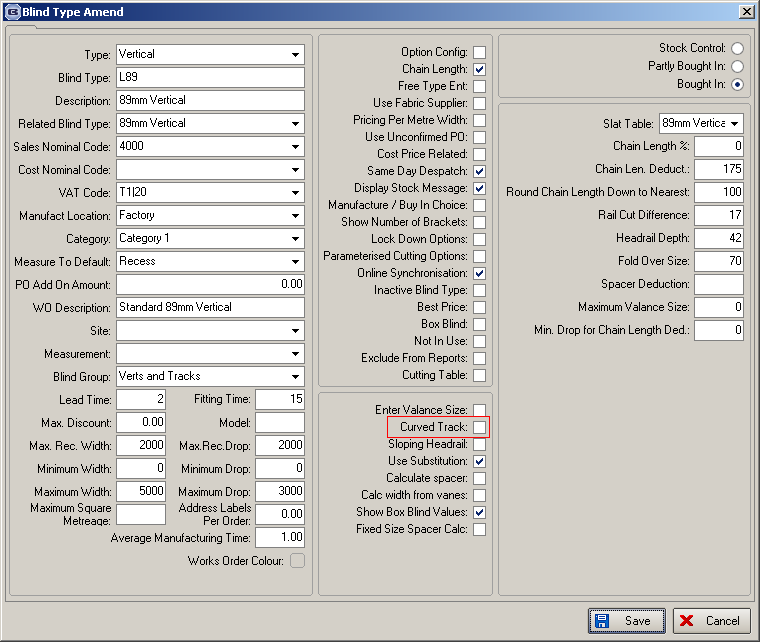 Blind Type Amend
Type: Vertical
Blind Type: L89
Description: 89mm Vertical
Related Blind Type: 89mm Vertical
Sales Nominal Code: 4000
Cost Nominal Code:
VAT Code: T1|20
Manufact Location: Factory
Category: Category 1
Measure To Default: Recess
PO Add On Amount: 0.00
WO Description: Standard 89mm Vertical
Site:
Measurement:
Blind Group: Verts and Tracks
Lead Time: 2 Fitting Time: 15
Max. Discount: 0.00 Model:
Max. Rec. Width: 2000 Max.Rec.Drop: 2000
Minimum Width: 0 Minimum Drop: 0
Maximum Width: 5000 Maximum Drop: 3000
Maximum Square Metreage: Address Labels Per Order: 0.00
Average Manufacturing Time: 1.00
Works Order Colour:
Option Config:
Chain Length:
Free Type Ent:
Use Fabric Supplier:
Pricing Per Metre Width:
Use Unconfirmed PO:
Cost Price Related:
Same Day Despatch:
Display Stock Message:
Manufacture / Buy In Choice:
Show Number of Brackets:
Lock Down Options:
Parameterised Cutting Options:
Online Synchronisation:
Inactive Blind Type:
Best Price:
Box Blind:
Not In Use:
Exclude From Reports:
Cutting Table:
Enter Valance Size:
Curved Track:
Sloping Headrail:
Use Substitution:
Calculate spacer:
Calc width from vanes:
Show Box Blind Values:
Fixed Size Spacer Calc:
Stock Control:
Partly Bought In:
Bought In:
Slat Table: 89mm Vertica
Chain Length %: 0
Chain Len. Deduct.: 175
Round Chain Length Down to Nearest: 100
Rail Cut Difference: 17
Headrail Depth: 42
Fold Over Size: 70
Spacer Deduction:
Maximum Valance Size: 0
Min. Drop for Chain Length Ded.: 0
Save Cancel